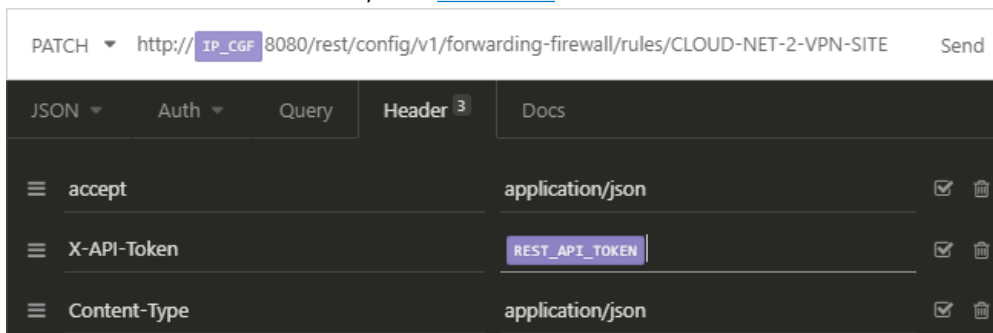 PATCH http:// IP_CGF 8080/rest/config/v1/forwarding-firewall/rules/CLOUD-NET-2-VPN-SITE Send
JSON Auth Query Header 3 Docs
accept application/json
X-API-Token REST_API_TOKEN
Content-Type application/json